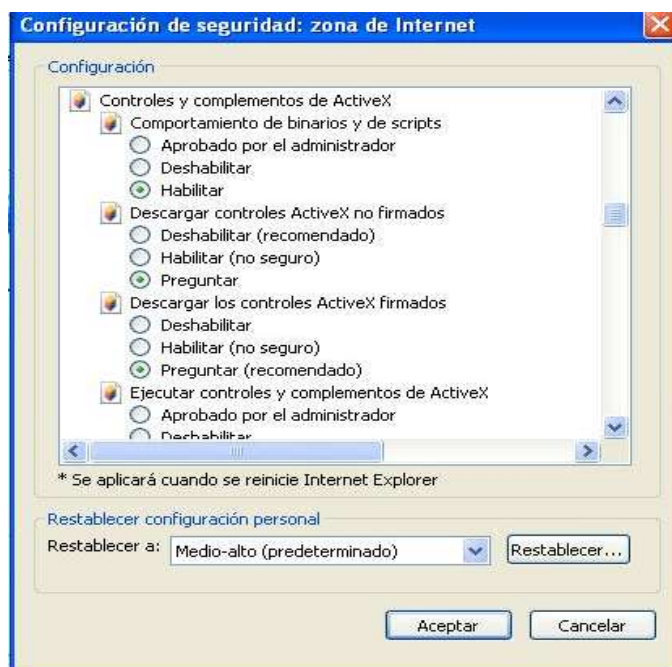 Configuración de seguridad: zona de Internet
Configuración
Controles y complementos de ActiveX
Comportamiento de binarios y de scripts
Aprobado por el administrador
Deshabilitar
Habilitar
Descargar controles ActiveX no firmados
Deshabilitar (recomendado)
Habilitar (no seguro)
Preguntar
Descargar los controles ActiveX firmados
Deshabilitar
Habilitar (no seguro)
Preguntar (recomendado)
Ejecutar controles y complementos de ActiveX
Aprobado por el administrador
Deshabilitar
* Se aplicará cuando se reinicie Internet Explorer
Restablecer configuración personal
Restablecer a: Medio-alto (predeterminado) Restablecer...
Aceptar Cancelar